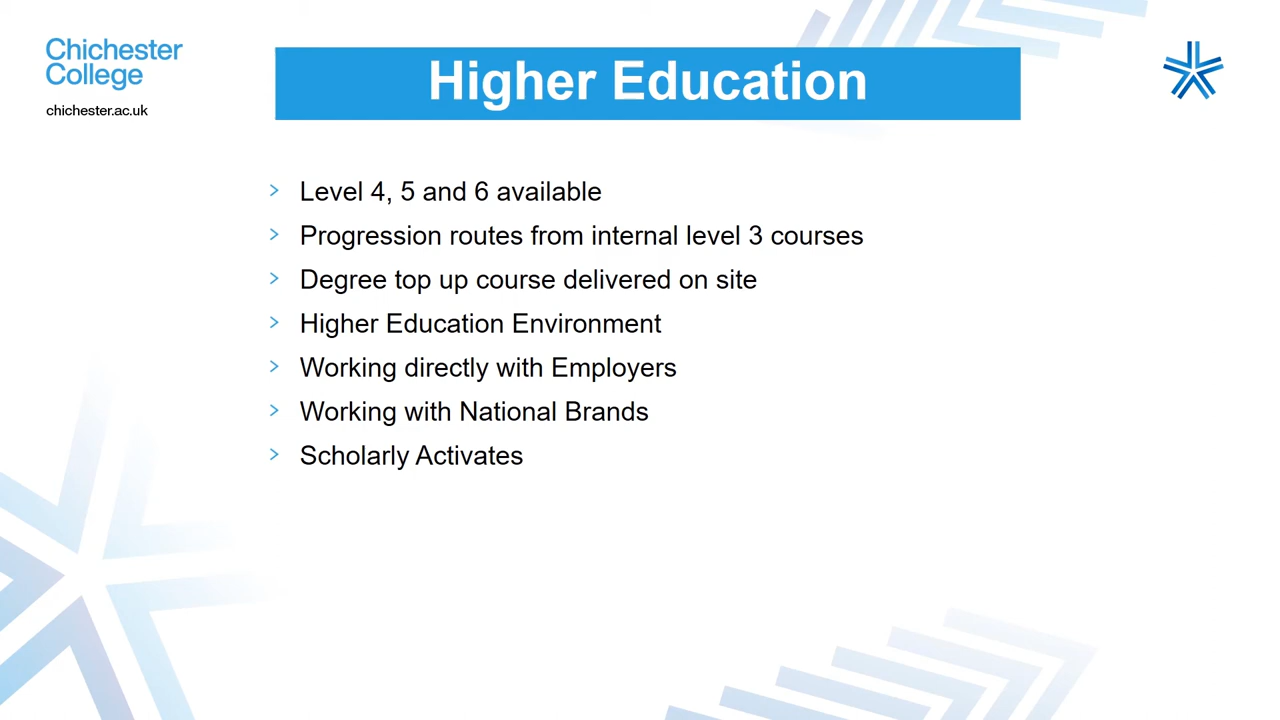 Chichester
College
chichester.ac.uk
Higher Education
Level 4, 5 and 6 available
Progression routes from internal level 3 courses
Degree top up course delivered on site
Higher Education Environment
Working directly with Employers
Working with National Brands
Scholarly Activates